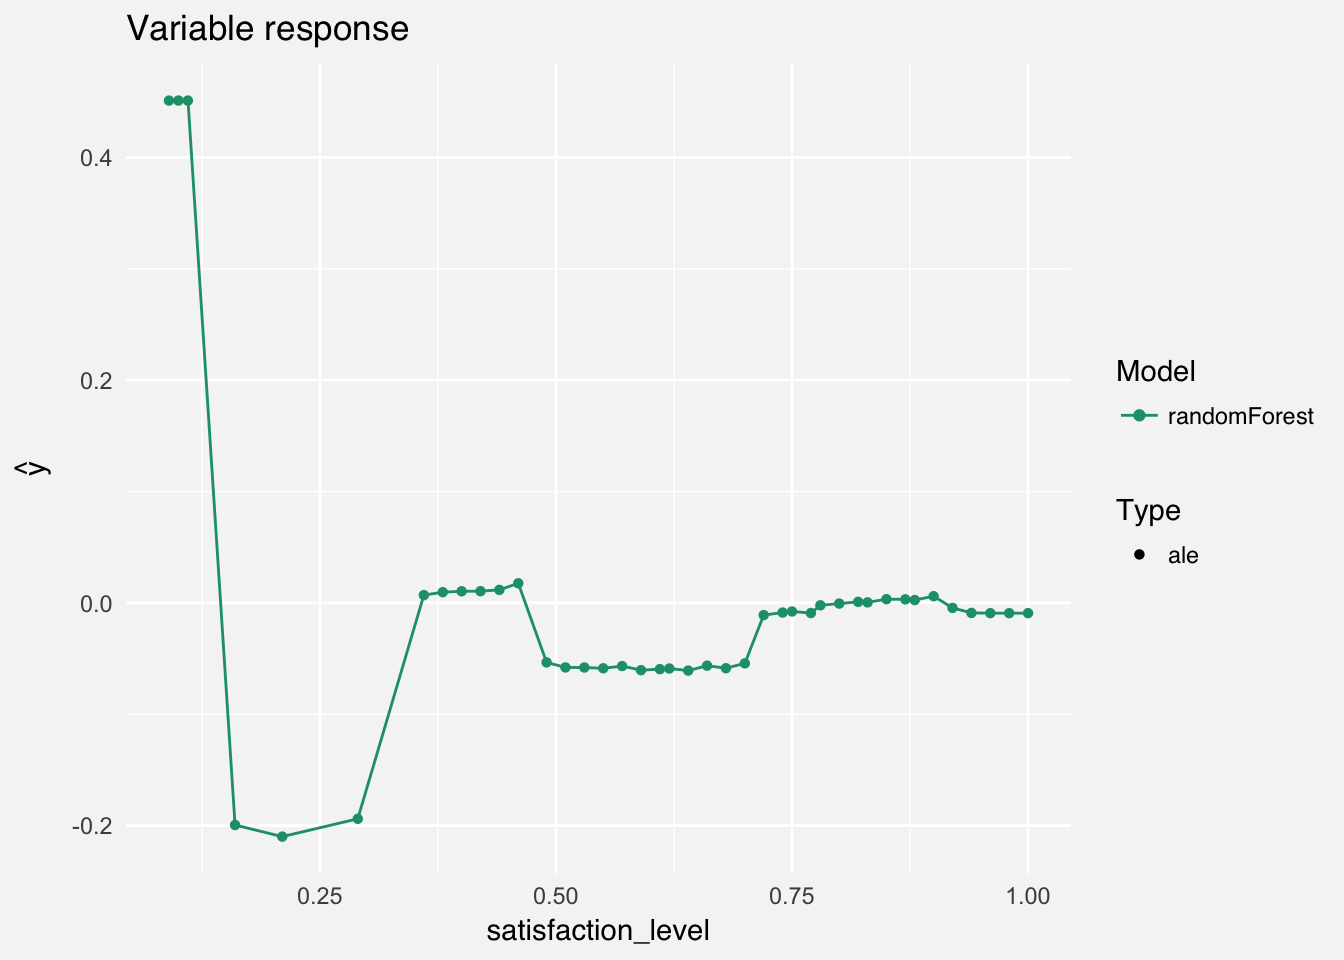 Variable response
0.4
0.2
0.0
-0.2
ŷ
0.25 0.50 0.75 1.00
satisfaction_level
Model
randomForest
Type
ale